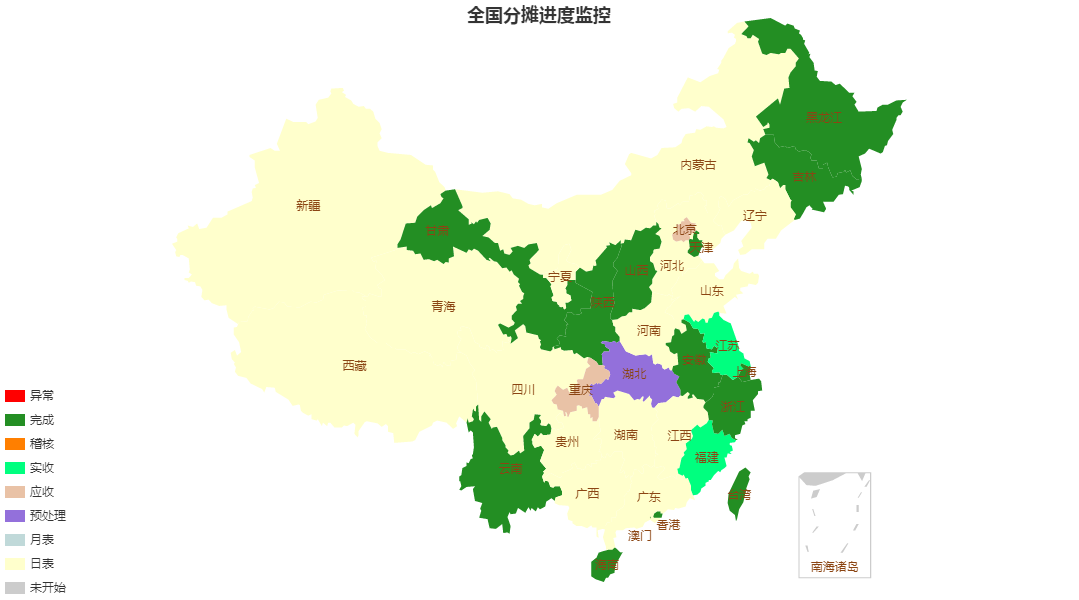 全国分摊进度监控
黑龙江
内蒙古
吉林
新疆
辽宁
甘肃
北京
天津
宁夏
山西
河北
青海
陕西
山东
河南
江苏
西藏
安徽
上海
四川
重庆
湖北
浙江
贵州
湖南
江西
福建
云南
广西
广东
台湾
香港
澳门
海南
南海诸岛
异常
完成
稽核
实收
应收
预处理
月表
日表
未开始